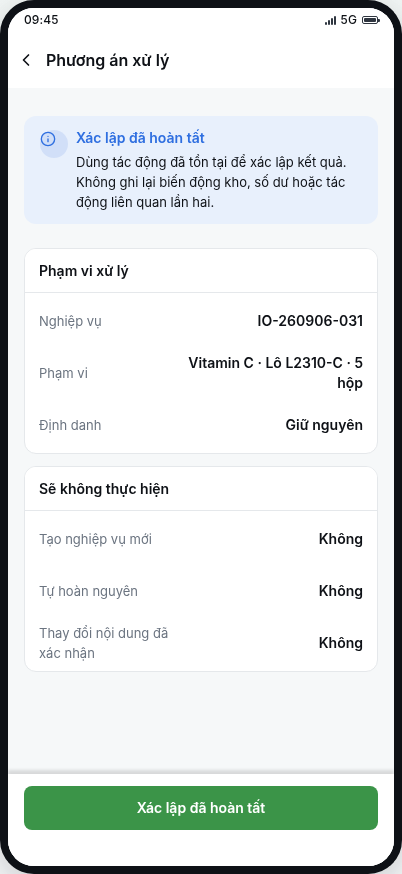 09:45 5G
Phương án xử lý
Xác lập đã hoàn tất
Dùng tác động đã tồn tại để xác lập kết quả.
Không ghi lại biến động kho, số dư hoặc tác
động liên quan lần hai.
Phạm vi xử lý
Nghiệp vụ IO-260906-031
Phạm vi Vitamin C · Lô L2310-C · 5
hộp
Định danh Giữ nguyên
Sẽ không thực hiện
Tạo nghiệp vụ mới Không
Tự hoàn nguyên Không
Thay đổi nội dung đã
xác nhận Không
Xác lập đã hoàn tất